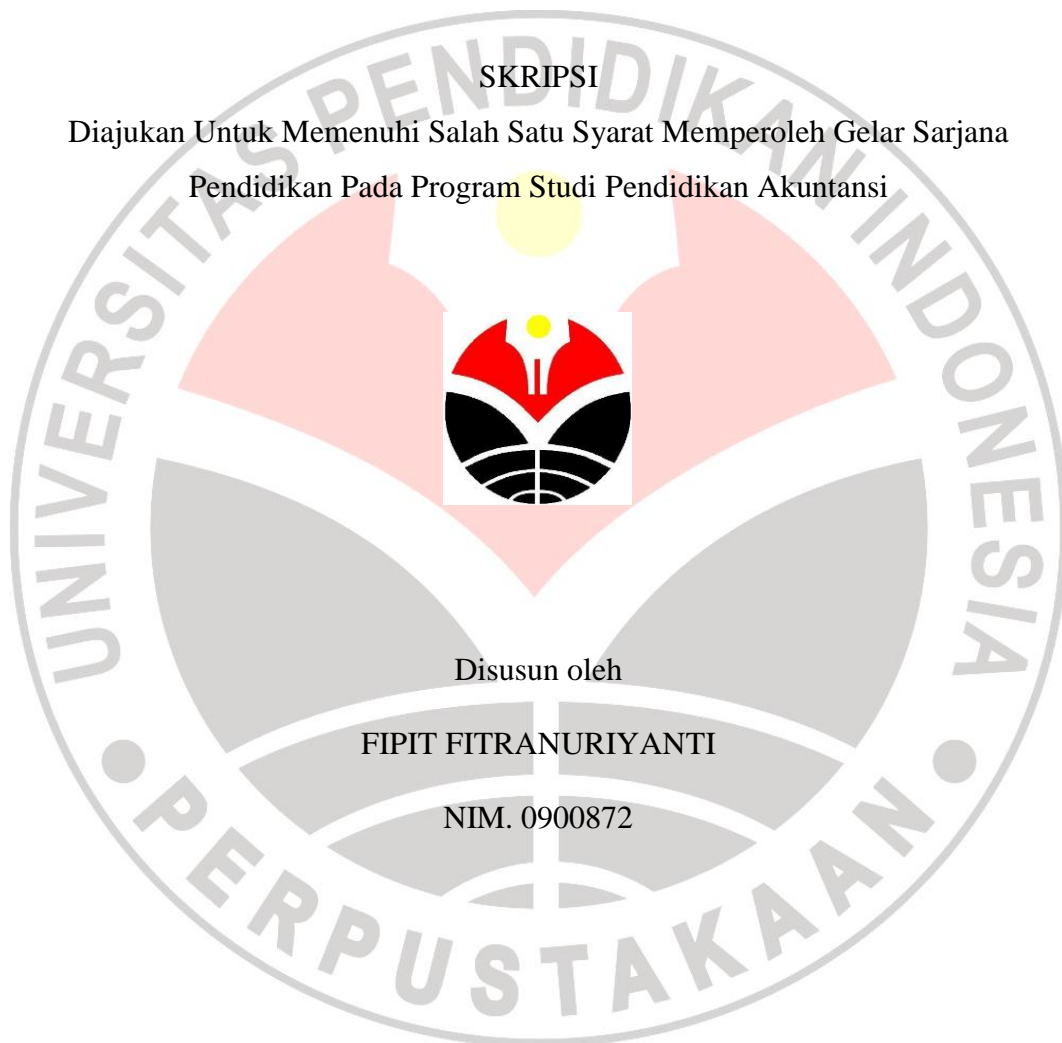 SKRIPSI
Diajukan Untuk Memenuhi Salah Satu Syarat Memperoleh Gelar Sarjana
Pendidikan Pada Program Studi Pendidikan Akuntansi
Disusun oleh
FIPIT FITRANURIYANTI
NIM. 0900872
UNIVERSITAS PENDIDIKAN INDONESIA
PERPUSTAKAAN